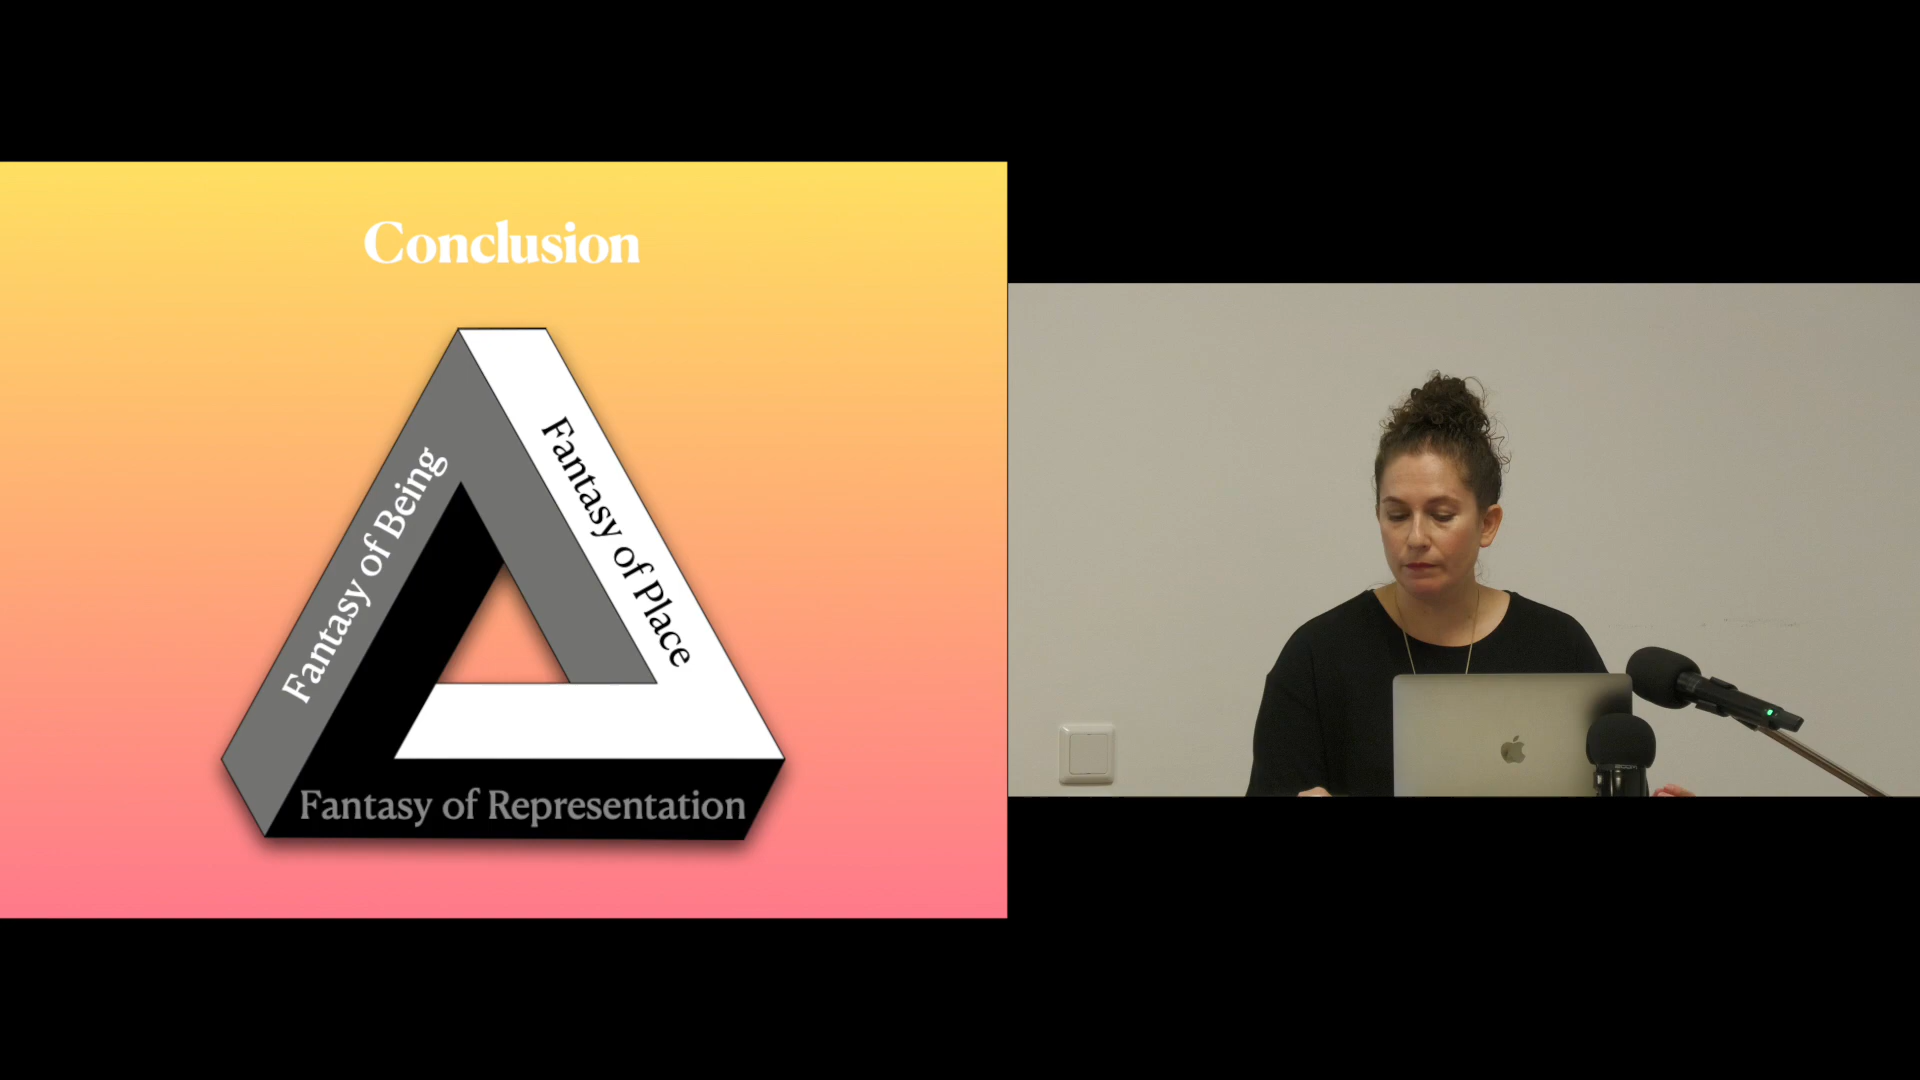 Conclusion
Fantasy of Being
Fantasy of Place
Fantasy of Representation